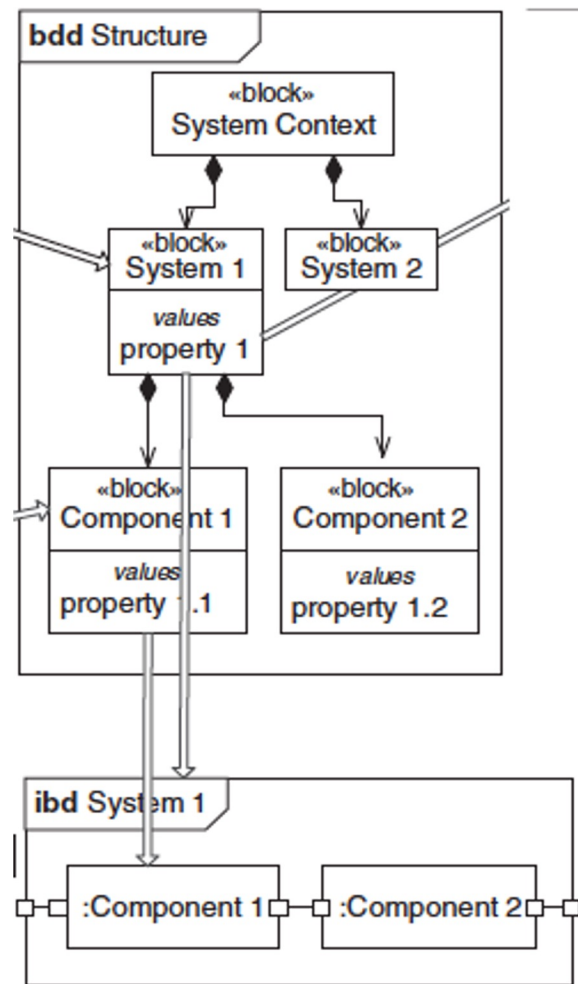 bdd Structure
«block»
System Context
«block»
System 1
values
property 1
«block»
System 2
«block»
Component 1
values
property 1.1
«block»
Component 2
values
property 1.2
ibd System 1
:Component 1
:Component 2